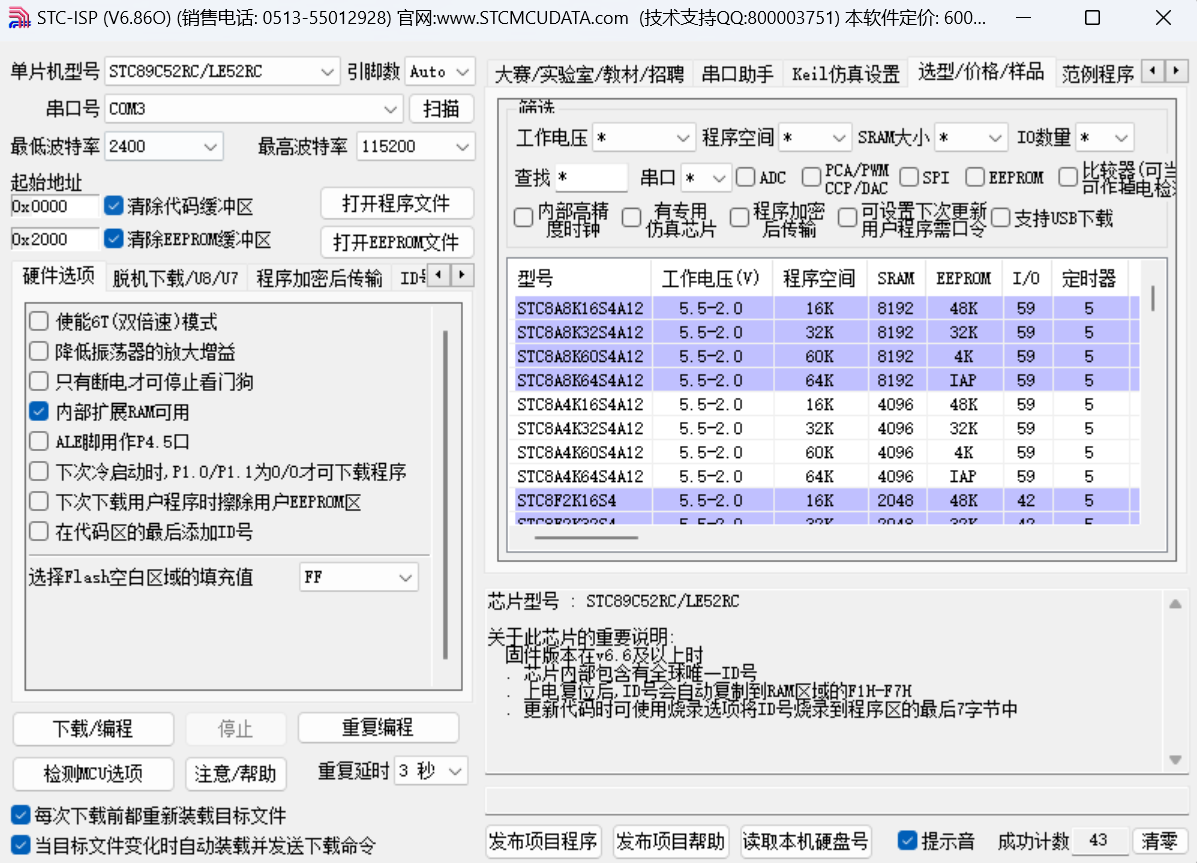 STC-ISP (V6.86O) (销售电话: 0513-55012928) 官网:www.STCMCUDATA.com (技术支持QQ:800003751) 本软件定价: 600...
单片机型号 STC89C52RC/LE52RC 引脚数 Auto
串口号 COM3 扫描
最低波特率 2400 最高波特率 115200
起始地址
0x0000 清除代码缓冲区 打开程序文件
0x2000 清除EEPROM缓冲区 打开EEPROM文件
硬件选项 脱机下载/U8/U7 程序加密后传输 ID号
使能6T(双倍速)模式
降低振荡器的放大增益
只有断电才可停止看门狗
内部扩展RAM可用
ALE脚用作P4.5口
下次冷启动时,P1.0/P1.1为0/0才可下载程序
下次下载用户程序时擦除用户EEPROM区
在代码区的最后添加ID号
选择Flash空白区域的填充值 FF
下载/编程 停止 重复编程
检测MCU选项 注意/帮助 重复延时 3 秒
每次下载前都重新装载目标文件
当目标文件变化时自动装载并发送下载命令
大赛/实验室/教材/招聘 串口助手 Keil仿真设置 选型/价格/样品 范例程序
筛选
工作电压 * 程序空间 * SRAM大小 * IO数量 *
查找 * 串口 * ADC PCA/PWM CCP/DAC SPI EEPROM 比较器(可当 可作掉电检测
内部高精度时钟 有专用仿真芯片 程序加密后传输 可设置下次更新用户程序需口令 支持USB下载
型号 工作电压(V) 程序空间 SRAM EEPROM I/O 定时器
STC8A8K16S4A12 5.5-2.0 16K 8192 48K 59 5
STC8A8K32S4A12 5.5-2.0 32K 8192 32K 59 5
STC8A8K60S4A12 5.5-2.0 60K 8192 4K 59 5
STC8A8K64S4A12 5.5-2.0 64K 8192 IAP 59 5
STC8A4K16S4A12 5.5-2.0 16K 4096 48K 59 5
STC8A4K32S4A12 5.5-2.0 32K 4096 32K 59 5
STC8A4K60S4A12 5.5-2.0 60K 4096 4K 59 5
STC8A4K64S4A12 5.5-2.0 64K 4096 IAP 59 5
STC8F2K16S4 5.5-2.0 16K 2048 48K 42 5
STC8F2K32S4 5.5-2.0 32K 2048 32K 42 5
芯片型号 : STC89C52RC/LE52RC
关于此芯片的重要说明:
固件版本在v6.6及以上时
. 芯片内部包含有全球唯一ID号
. 上电复位后,ID号会自动复制到RAM区域的F1H-F7H
. 更新代码时可使用烧录选项将ID号烧录到程序区的最后7字节中
发布项目程序 发布项目帮助 读取本机硬盘号 提示音 成功计数 43 清零